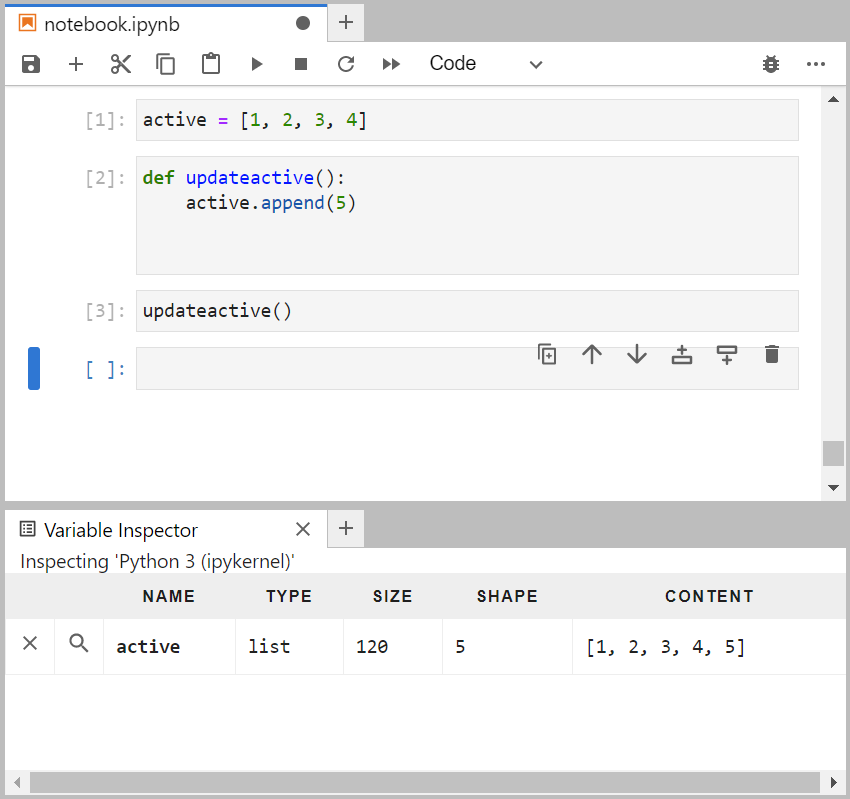 notebook.ipynb
Code
[1]: active = [1, 2, 3, 4]
[2]: def updateactive():
    active.append(5)
[3]: updateactive()
[ ]:
Variable Inspector
Inspecting 'Python 3 (ipykernel)'
NAME TYPE SIZE SHAPE CONTENT
active list 120 5 [1, 2, 3, 4, 5]